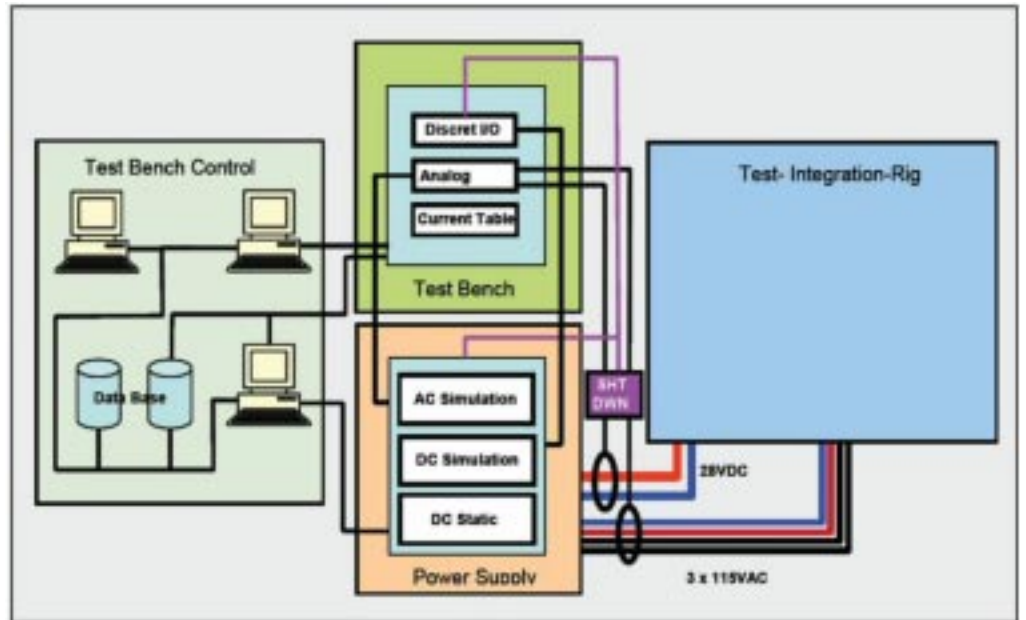 Test Bench Control
Data Base
Discret I/O
Analog
Current Table
Test Bench
AC Simulation
DC Simulation
DC Static
Power Supply
SHT
DWN
Test- Integration-Rig
28VDC
3 x 115VAC